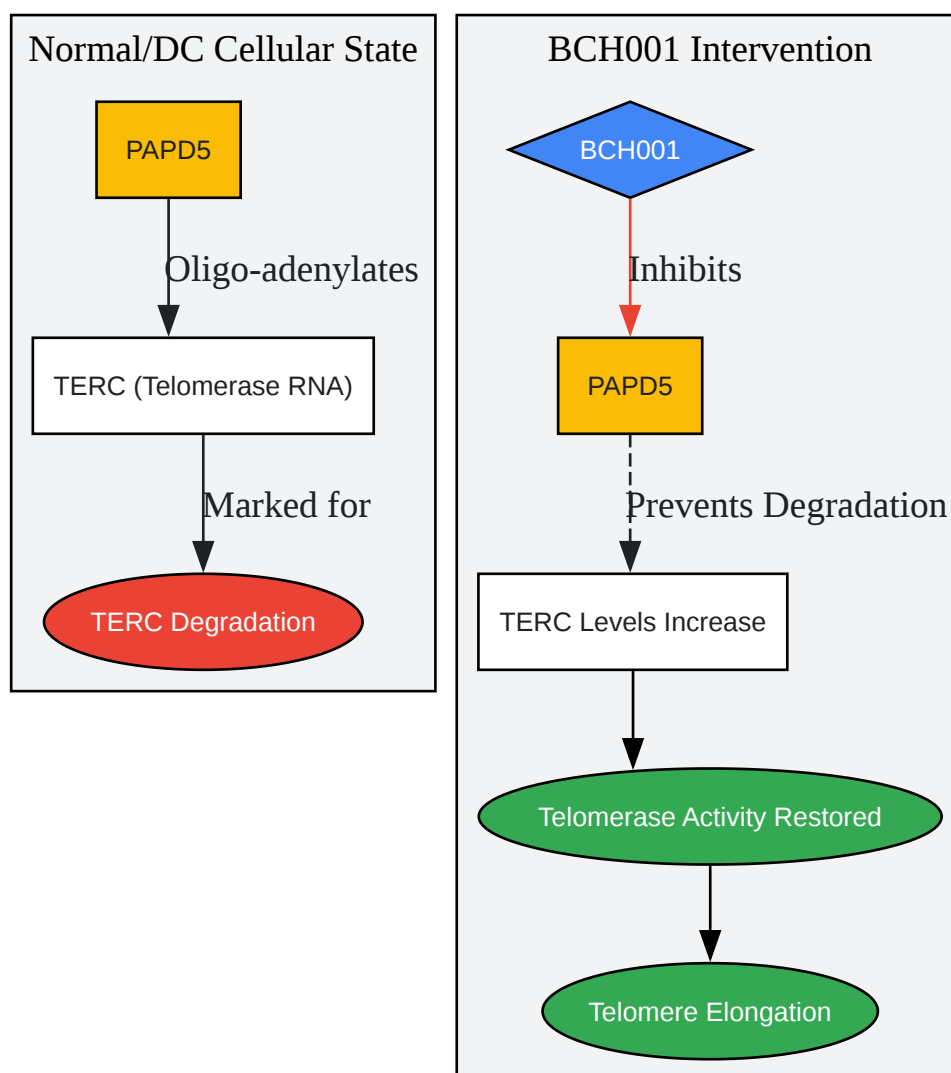 Normal/DC Cellular State
PAPD5
Oligo-adenylates
TERC (Telomerase RNA)
Marked for
TERC Degradation
BCH001 Intervention
BCH001
Inhibits
PAPD5
Prevents Degradation
TERC Levels Increase
Telomerase Activity Restored
Telomere Elongation